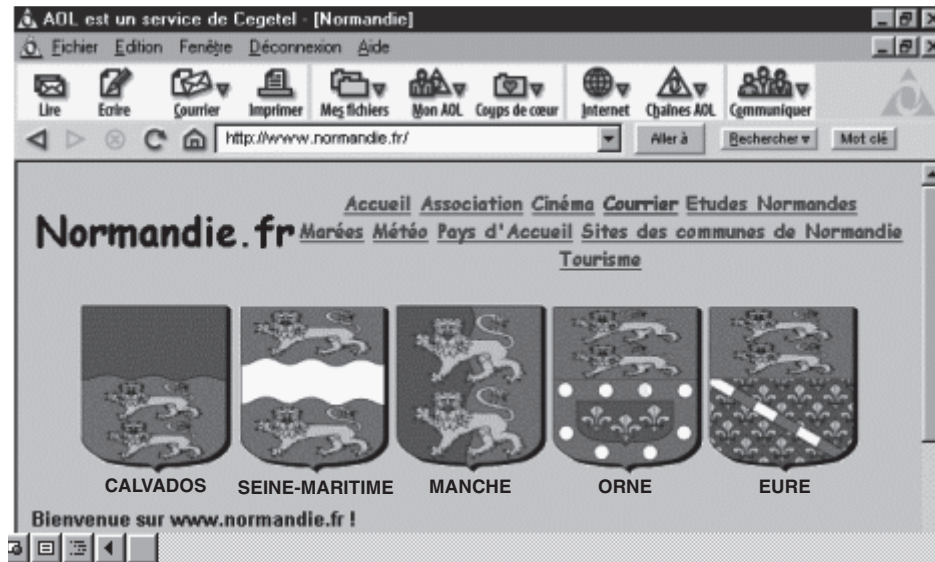 AOL est un service de Cegetel - [Normandie]
Fichier Edition Fenêtre Déconnexion Aide
Lire Ecrire Courrier Imprimer Mes fichiers Mon AOL Coups de cœur Internet Chaînes AOL Communiquer
http://www.normandie.fr/ Aller à Rechercher Mot clé
Accueil Association Cinéma Courrier Etudes Normandes
Normandie.fr Marées Météo Pays d'Accueil Sites des communes de Normandie
Tourisme
CALVADOS SEINE-MARITIME MANCHE ORNE EURE
Bienvenue sur www.normandie.fr !